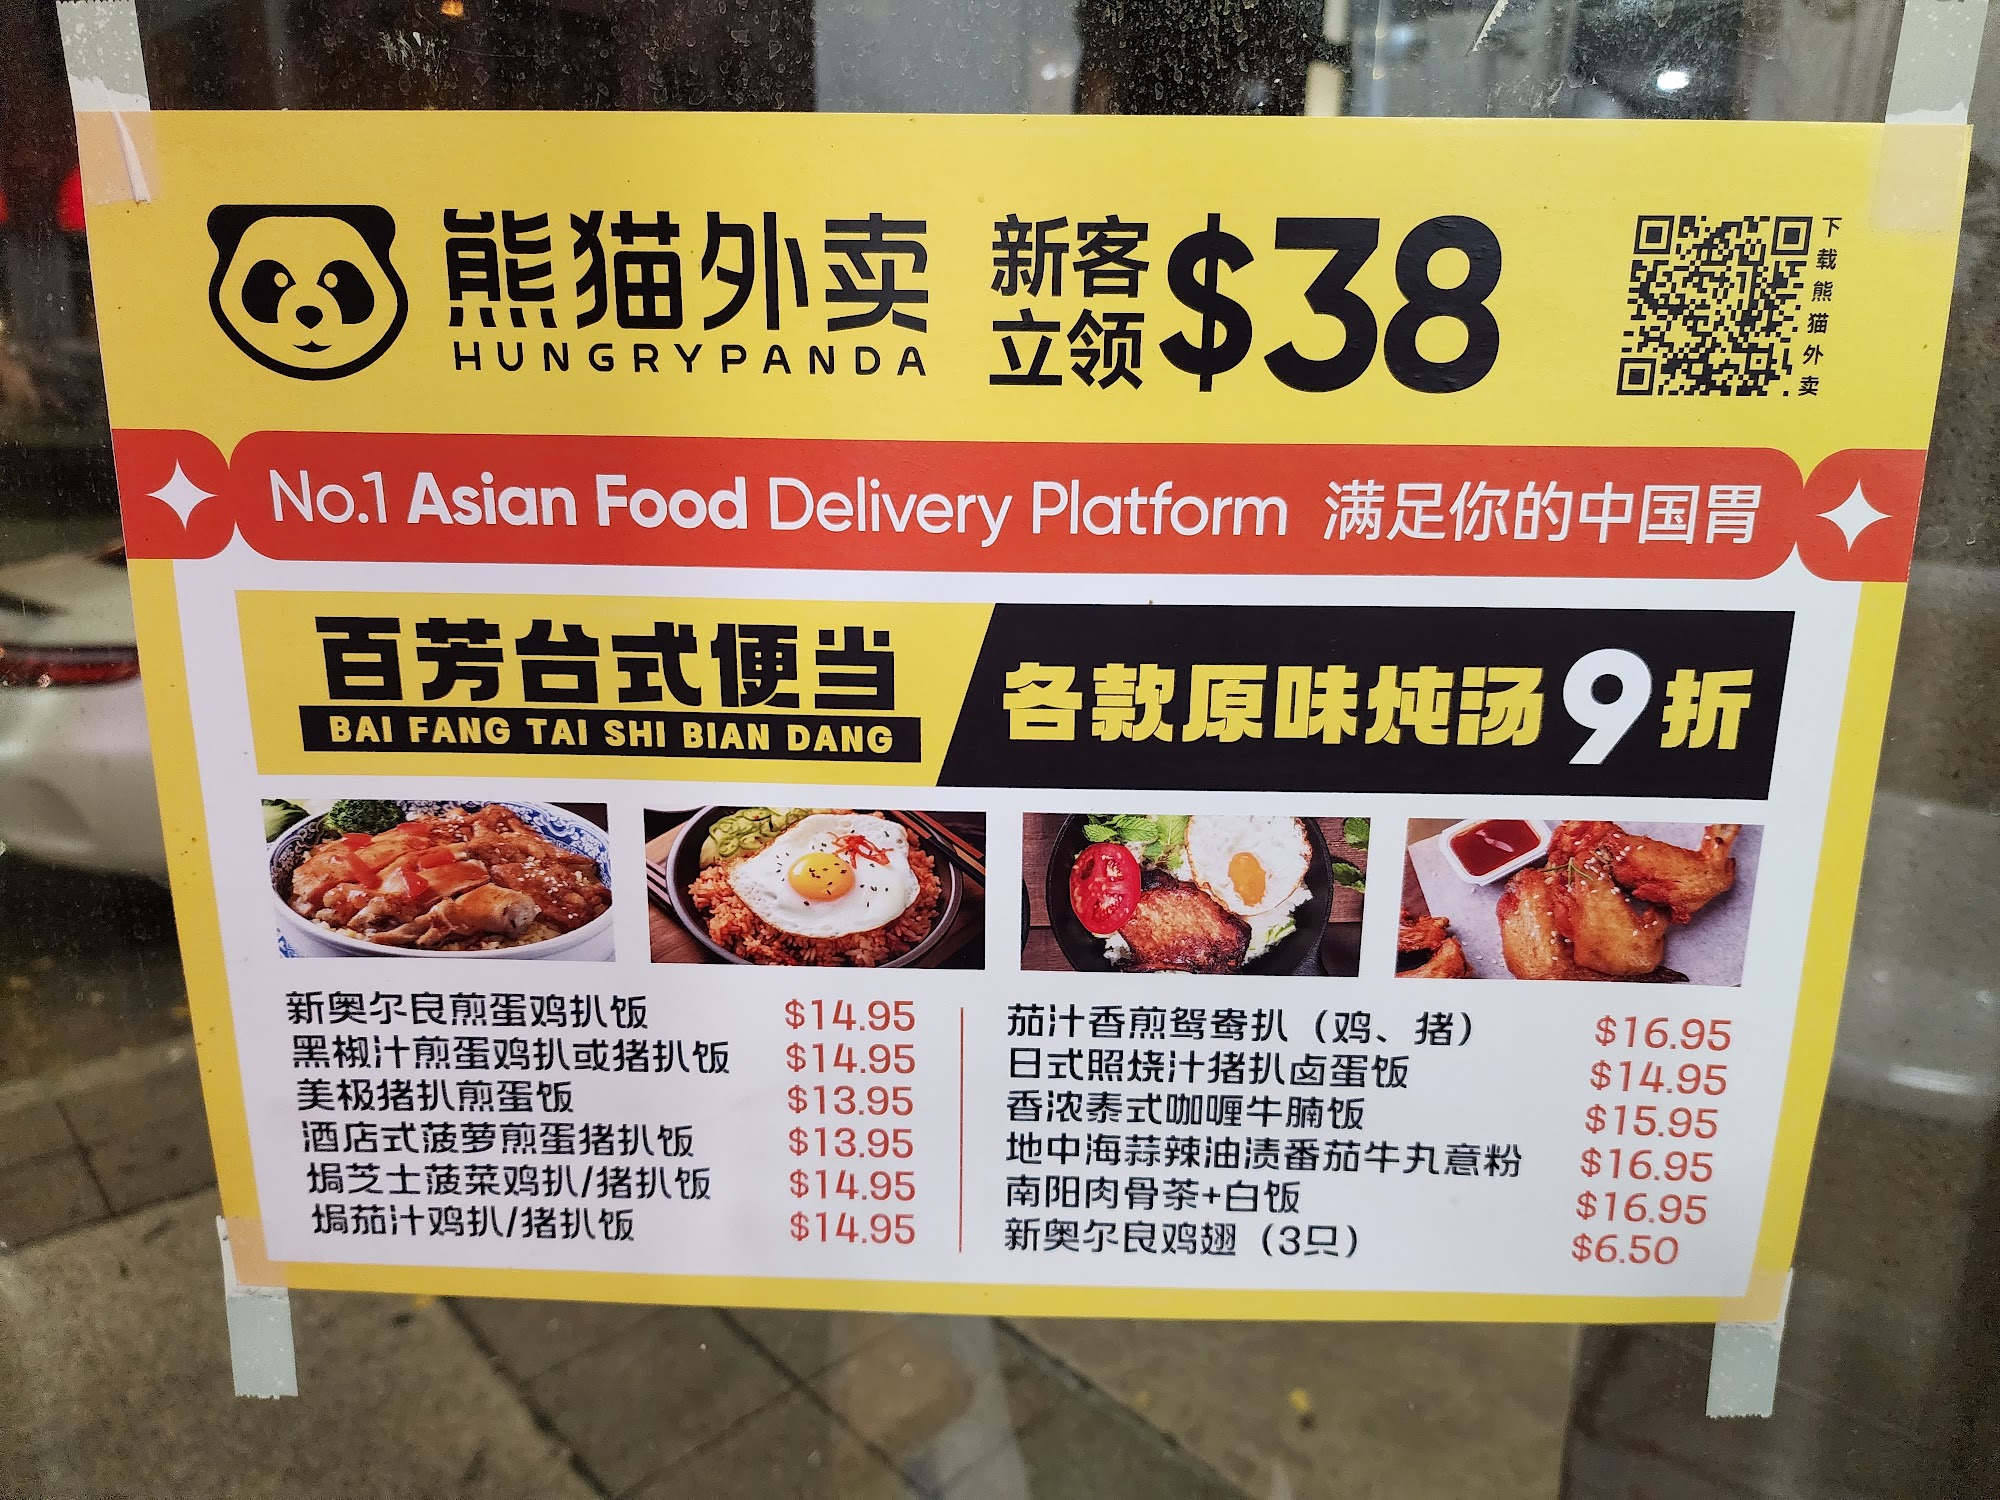 熊猫外卖
HUNGRYPANDA
新客
立领
$38
下载熊猫外卖
No.1 Asian Food Delivery Platform 满足你的中国胃
百芳台式便当
BAI FANG TAI SHI BIAN DANG
各款原味炖汤9折
新奥尔良煎蛋鸡扒饭 $14.95
黑椒汁煎蛋鸡扒或猪扒饭 $14.95
美极猪扒煎蛋饭 $13.95
酒店式菠萝煎蛋猪扒饭 $13.95
焗芝士菠菜鸡扒/猪扒饭 $14.95
焗茄汁鸡扒/猪扒饭 $14.95
茄汁香煎鸳鸯扒（鸡、猪） $16.95
日式照烧汁猪扒卤蛋饭 $14.95
香浓泰式咖喱牛腩饭 $15.95
地中海蒜辣油渍番茄牛丸意粉 $16.95
南阳肉骨茶+白饭 $16.95
新奥尔良鸡翅（3只） $6.50